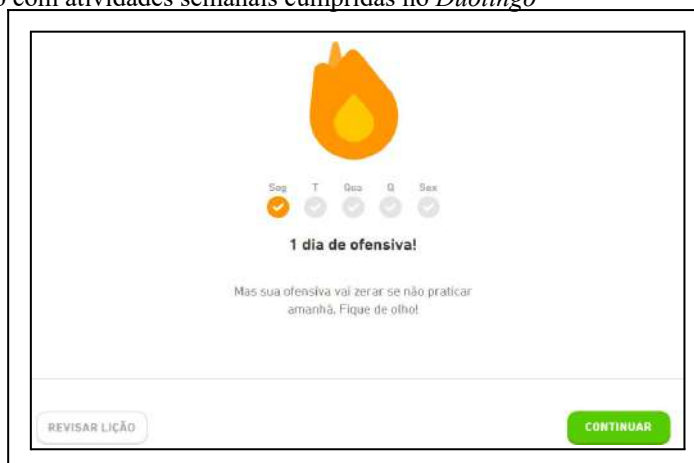 com atividades semanais cumpridas no Duolingo
Seg T Qua Q Sex
1 dia de ofensiva!
Mas sua ofensiva vai zerar se não praticar
amanhã. Fique de olho!
REVISAR LIÇÃO
CONTINUAR